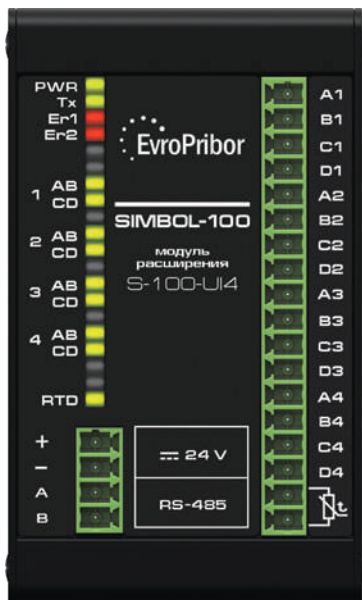 PWR
Tx
Er1
Er2
1 AB
CD
2 AB
CD
3 AB
CD
4 AB
CD
RTD
EvroPribor
SIMBOL-100
модуль
расширения
S-100-UI4
A1
B1
C1
D1
A2
B2
C2
D2
A3
B3
C3
D3
A4
B4
C4
D4
t
+
−
A
B
24 V
RS-485